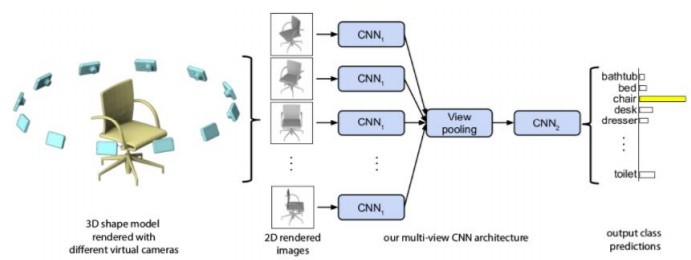 CNN₁
CNN₁
CNN₁
CNN₁
View
pooling
CNN₂
bathtub
bed
chair
desk
dresser
toilet
3D shape model
rendered with
different virtual cameras
2D rendered
images
our multi-view CNN architecture
output class
predictions